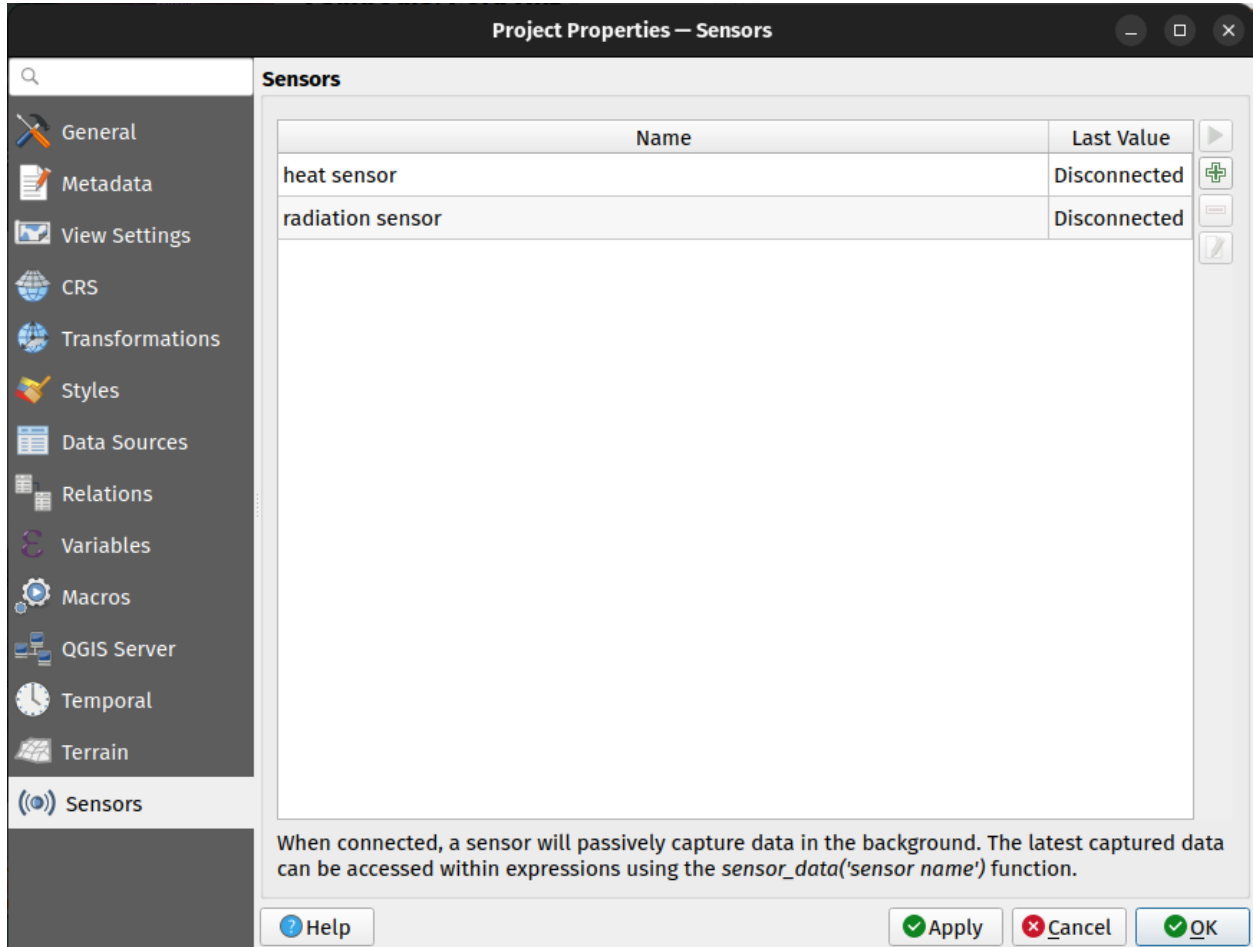 Project Properties — Sensors
Sensors
General
Metadata
View Settings
CRS
Transformations
Styles
Data Sources
Relations
Variables
Macros
QGIS Server
Temporal
Terrain
Sensors
Name Last Value
heat sensor Disconnected
radiation sensor Disconnected
When connected, a sensor will passively capture data in the background. The latest captured data
can be accessed within expressions using the sensor_data('sensor name') function.
Help Apply Cancel OK